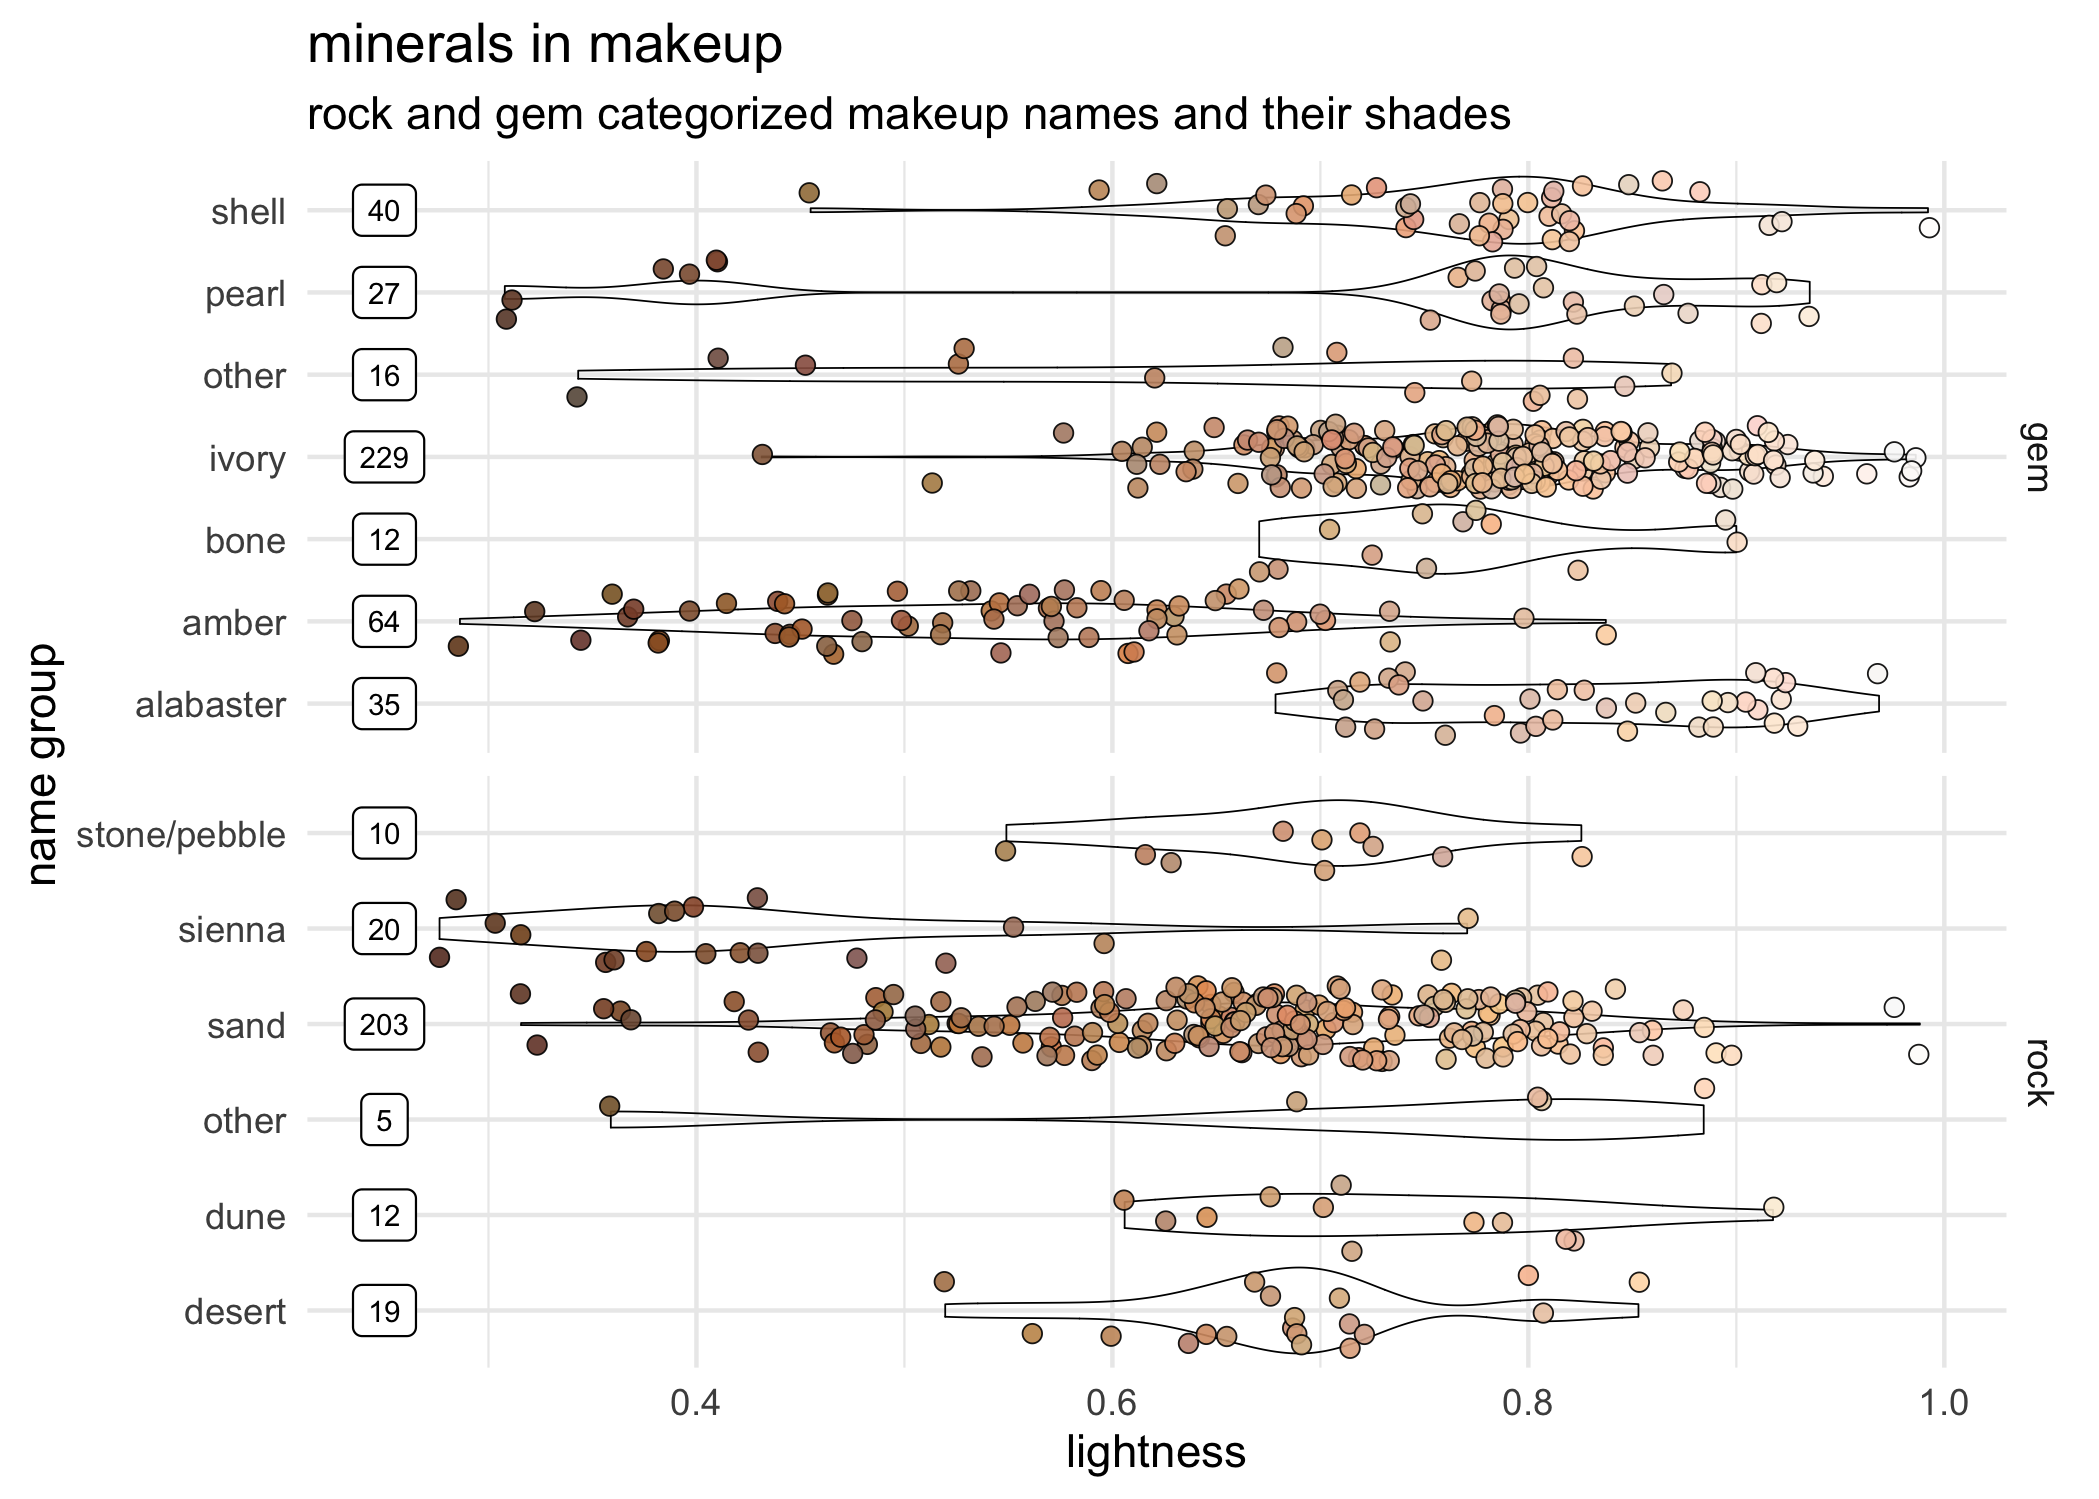 minerals in makeup
rock and gem categorized makeup names and their shades
name group
gem
shell 40
pearl 27
other 16
ivory 229
bone 12
amber 64
alabaster 35
rock
stone/pebble 10
sienna 20
sand 203
other 5
dune 12
desert 19
0.4 0.6 0.8 1.0
lightness